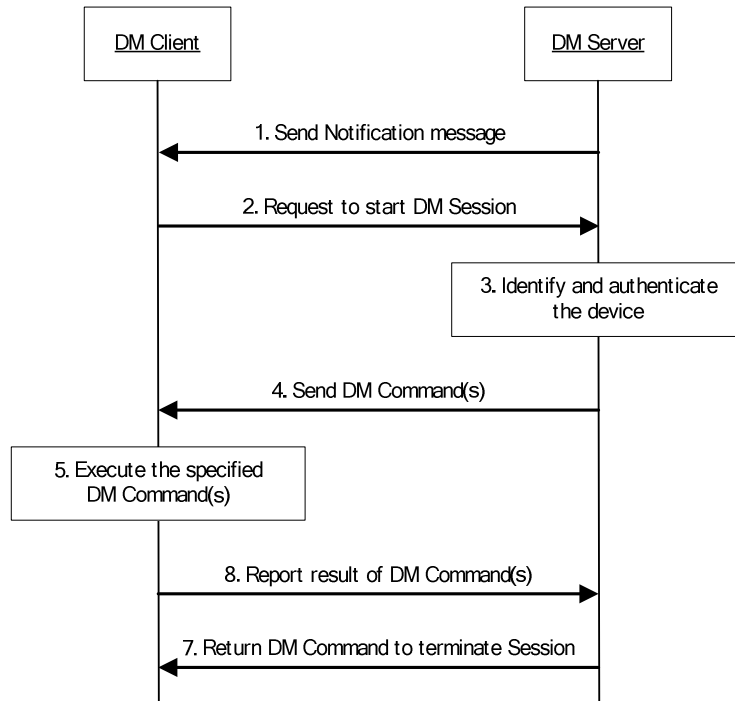 DM Client
DM Server
1. Send Notification message
2. Request to start DM Session
3. Identify and authenticate
the device
4. Send DM Command(s)
5. Execute the specified
DM Command(s)
8. Report result of DM Command(s)
7. Return DM Command to terminate Session